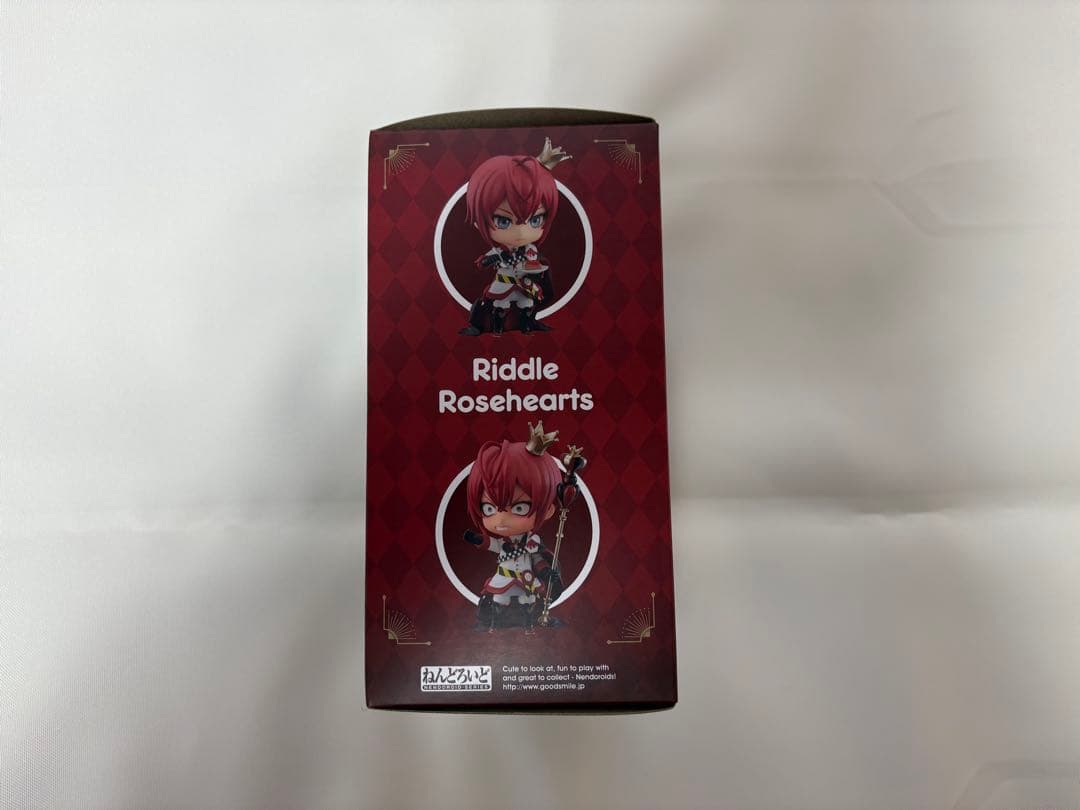 Riddle
Rosehearts
ねんどろいど
NENDOROID SERIES
Cute to look at, fun to play with
and great to collect - Nendoroids!
http://www.goodsmile.jp